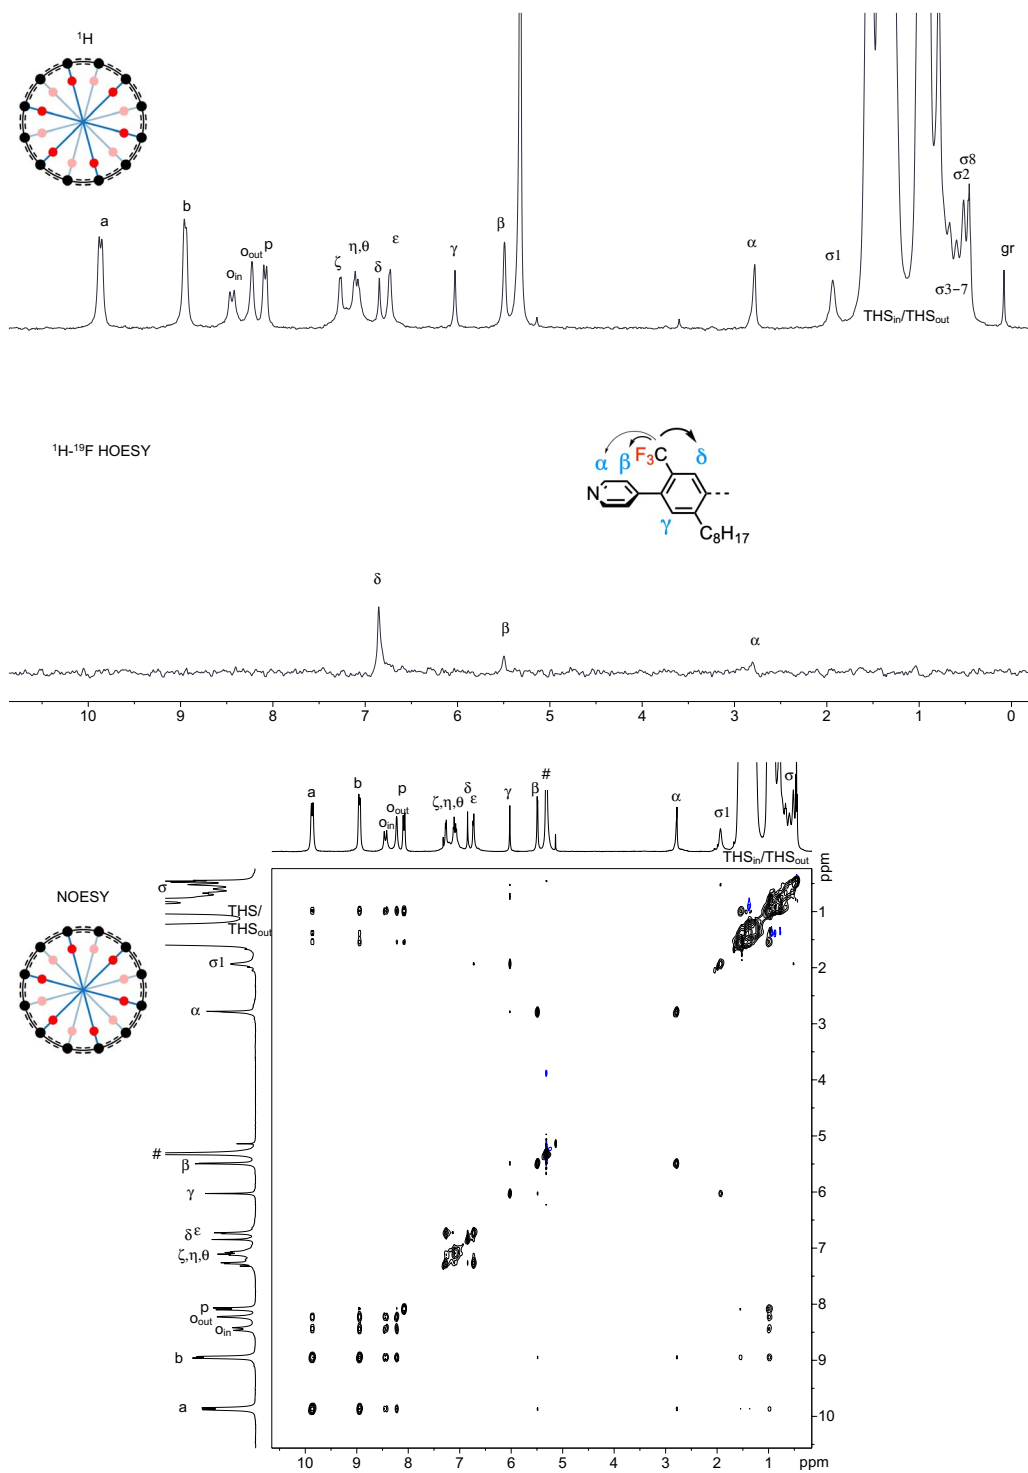 ¹H
a
b
o_in
o_out
p
ζ
η,θ
δ
ε
γ
β
α
σ1
σ8
σ2
σ3–7
gr
THS_in/THS_out
¹H-¹⁹F HOESY
α
β
F₃C
δ
N
γ
C₈H₁₇
δ
β
α
10 9 8 7 6 5 4 3 2 1 0
a
b
o_in
o_out
p
ζ,η,θ
δ
ε
γ
β
#
α
σ1
σ
THS_in/THS_out
ppm
NOESY
σ
THS/
THS_out
σ1
α
#
β
γ
δ ε
ζ,η,θ
p
o_out
o_in
b
a
1
2
3
4
5
6
7
8
9
10
10 9 8 7 6 5 4 3 2 1 ppm